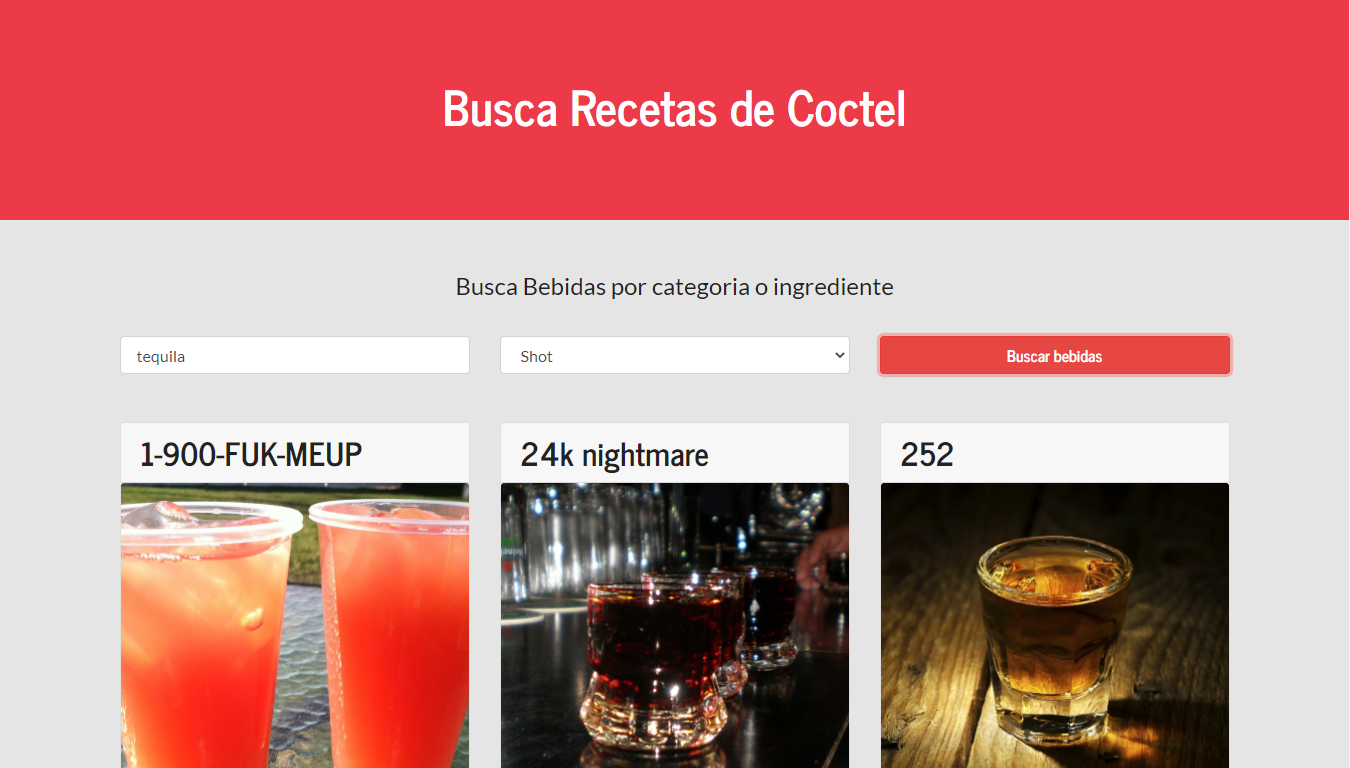 Busca Recetas de Coctel
Busca Bebidas por categoria o ingrediente
tequila
Shot
Buscar bebidas
1-900-FUK-MEUP
24k nightmare
252